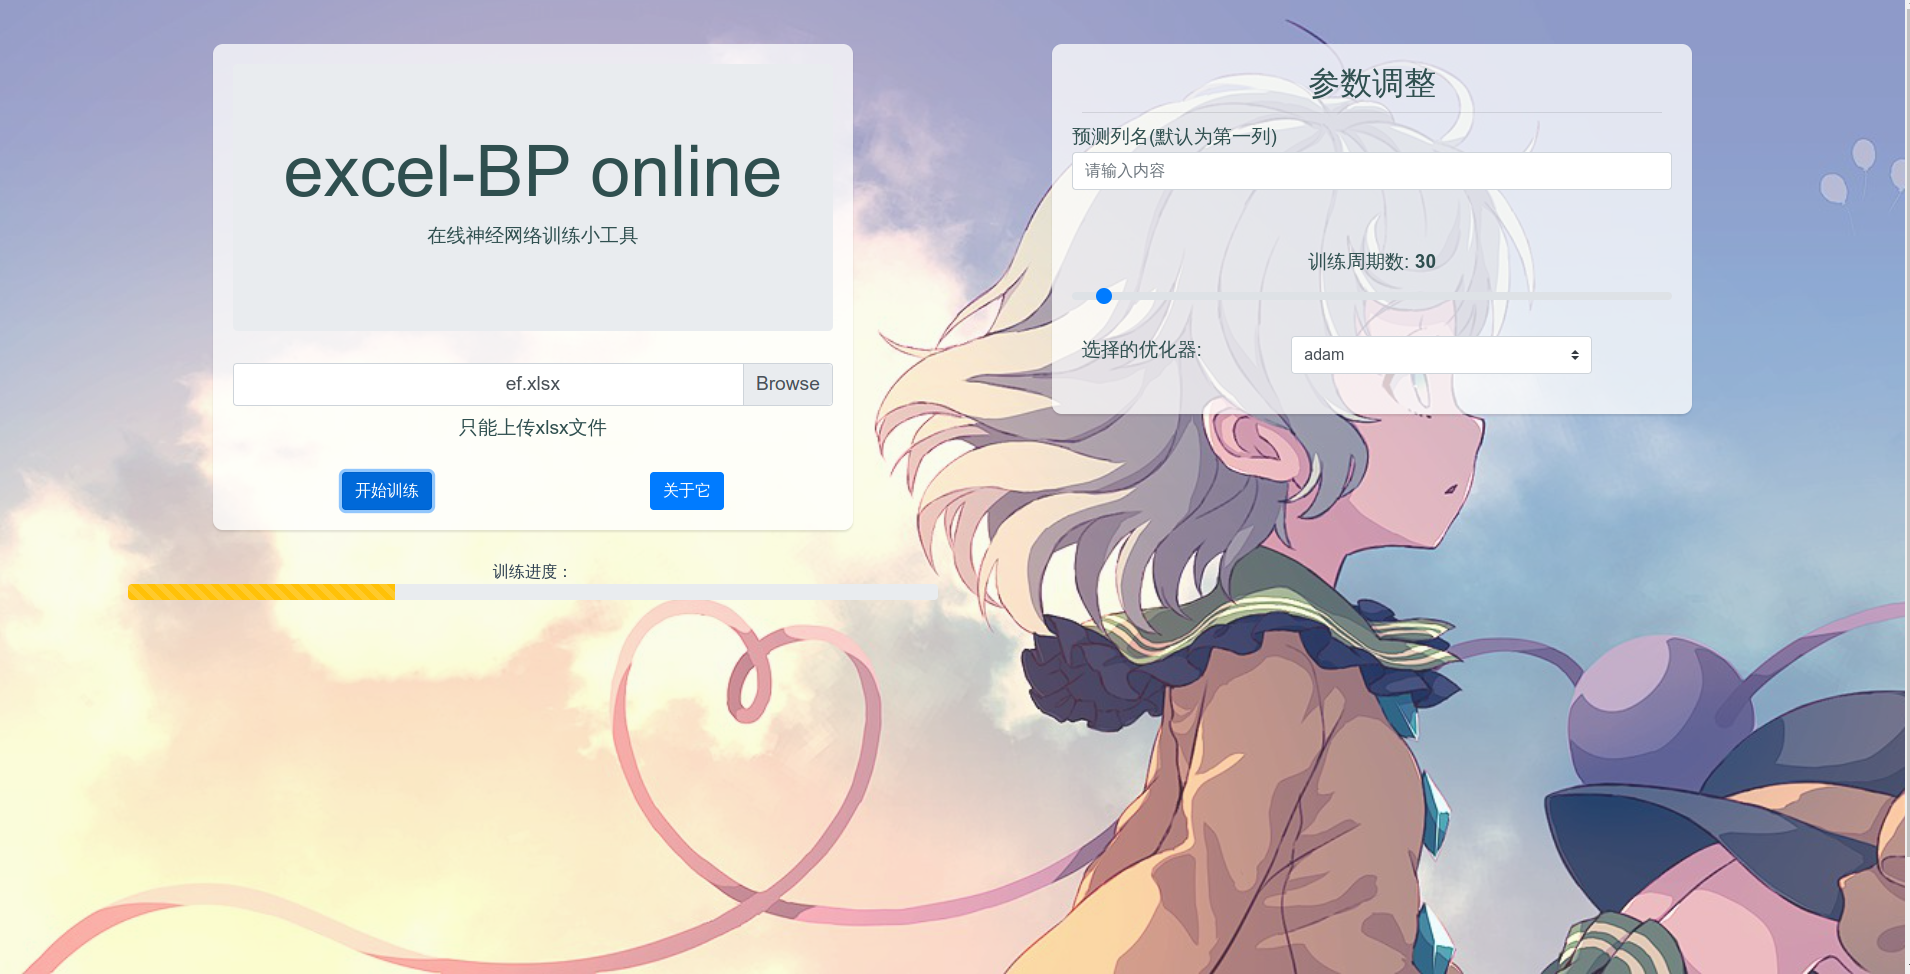 excel-BP online
在线神经网络训练小工具
ef.xlsx
Browse
只能上传xlsx文件
开始训练
关于它
训练进度：
参数调整
预测列名(默认为第一列)
请输入内容
训练周期数: 30
选择的优化器:
adam